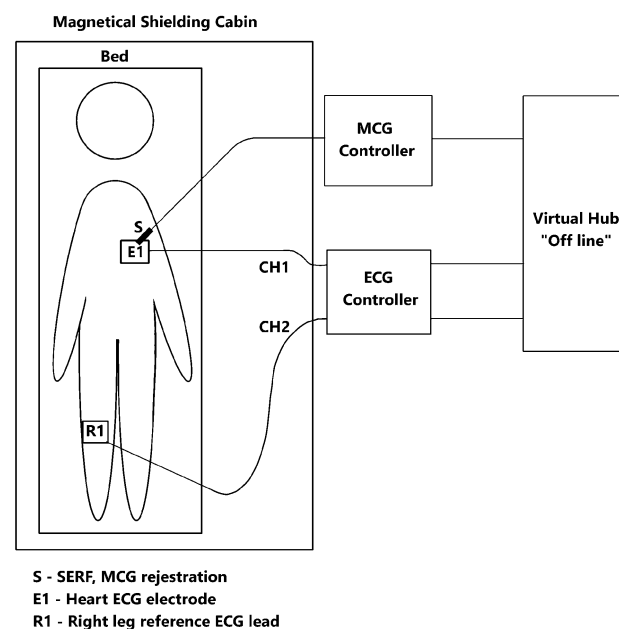 Magnetical Shielding Cabin
Bed
MCG
Controller
S
E1
CH1
ECG
Controller
CH2
Virtual Hub
"Off line"
R1
S - SERF, MCG rejestration
E1 - Heart ECG electrode
R1 - Right leg reference ECG lead